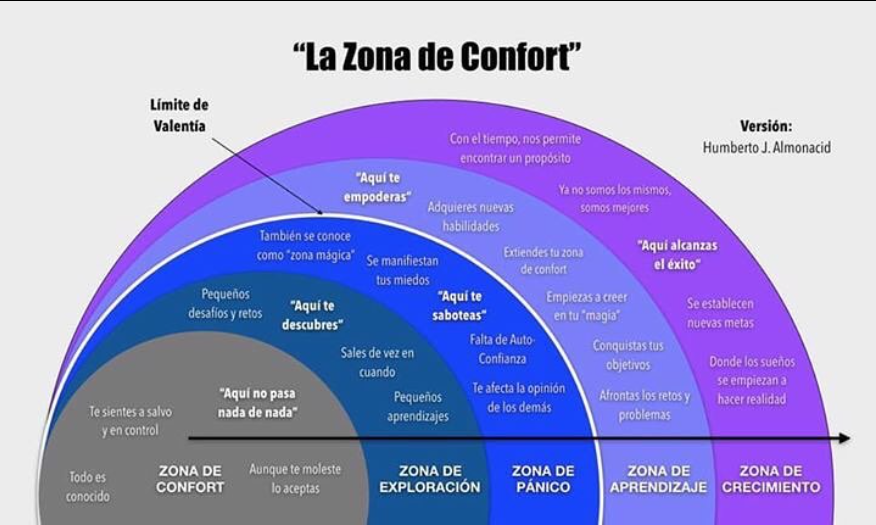 “La Zona de Confort”
Límite de
Valentía
Versión:
Humberto J. Almonacid
Con el tiempo, nos permite
encontrar un propósito
Ya no somos los mismos,
somos mejores
"Aquí alcanzas
el éxito"
Se establecen
nuevas metas
Donde los sueños
se empiezan a
hacer realidad
"Aquí te
empoderas"
Adquieres nuevas
habilidades
Extiendes tu zona
de confort
Empiezas a creer
en tu "magia"
Conquistas tus
objetivos
Afrontas los retos y
problemas
También se conoce
como "zona mágica"
Se manifiestan
tus miedos
"Aquí te
saboteas"
Falta de Auto-
Confianza
Te afecta la opinión
de los demás
Pequeños
desafíos y retos
"Aquí te
descubres"
Sales de vez en
cuando
Pequeños
aprendizajes
"Aquí no pasa
nada de nada"
Te sientes a salvo
y en control
Todo es
conocido
ZONA DE
CONFORT
Aunque te moleste
lo aceptas
ZONA DE
EXPLORACIÓN
ZONA DE
PÁNICO
ZONA DE
APRENDIZAJE
ZONA DE
CRECIMIENTO